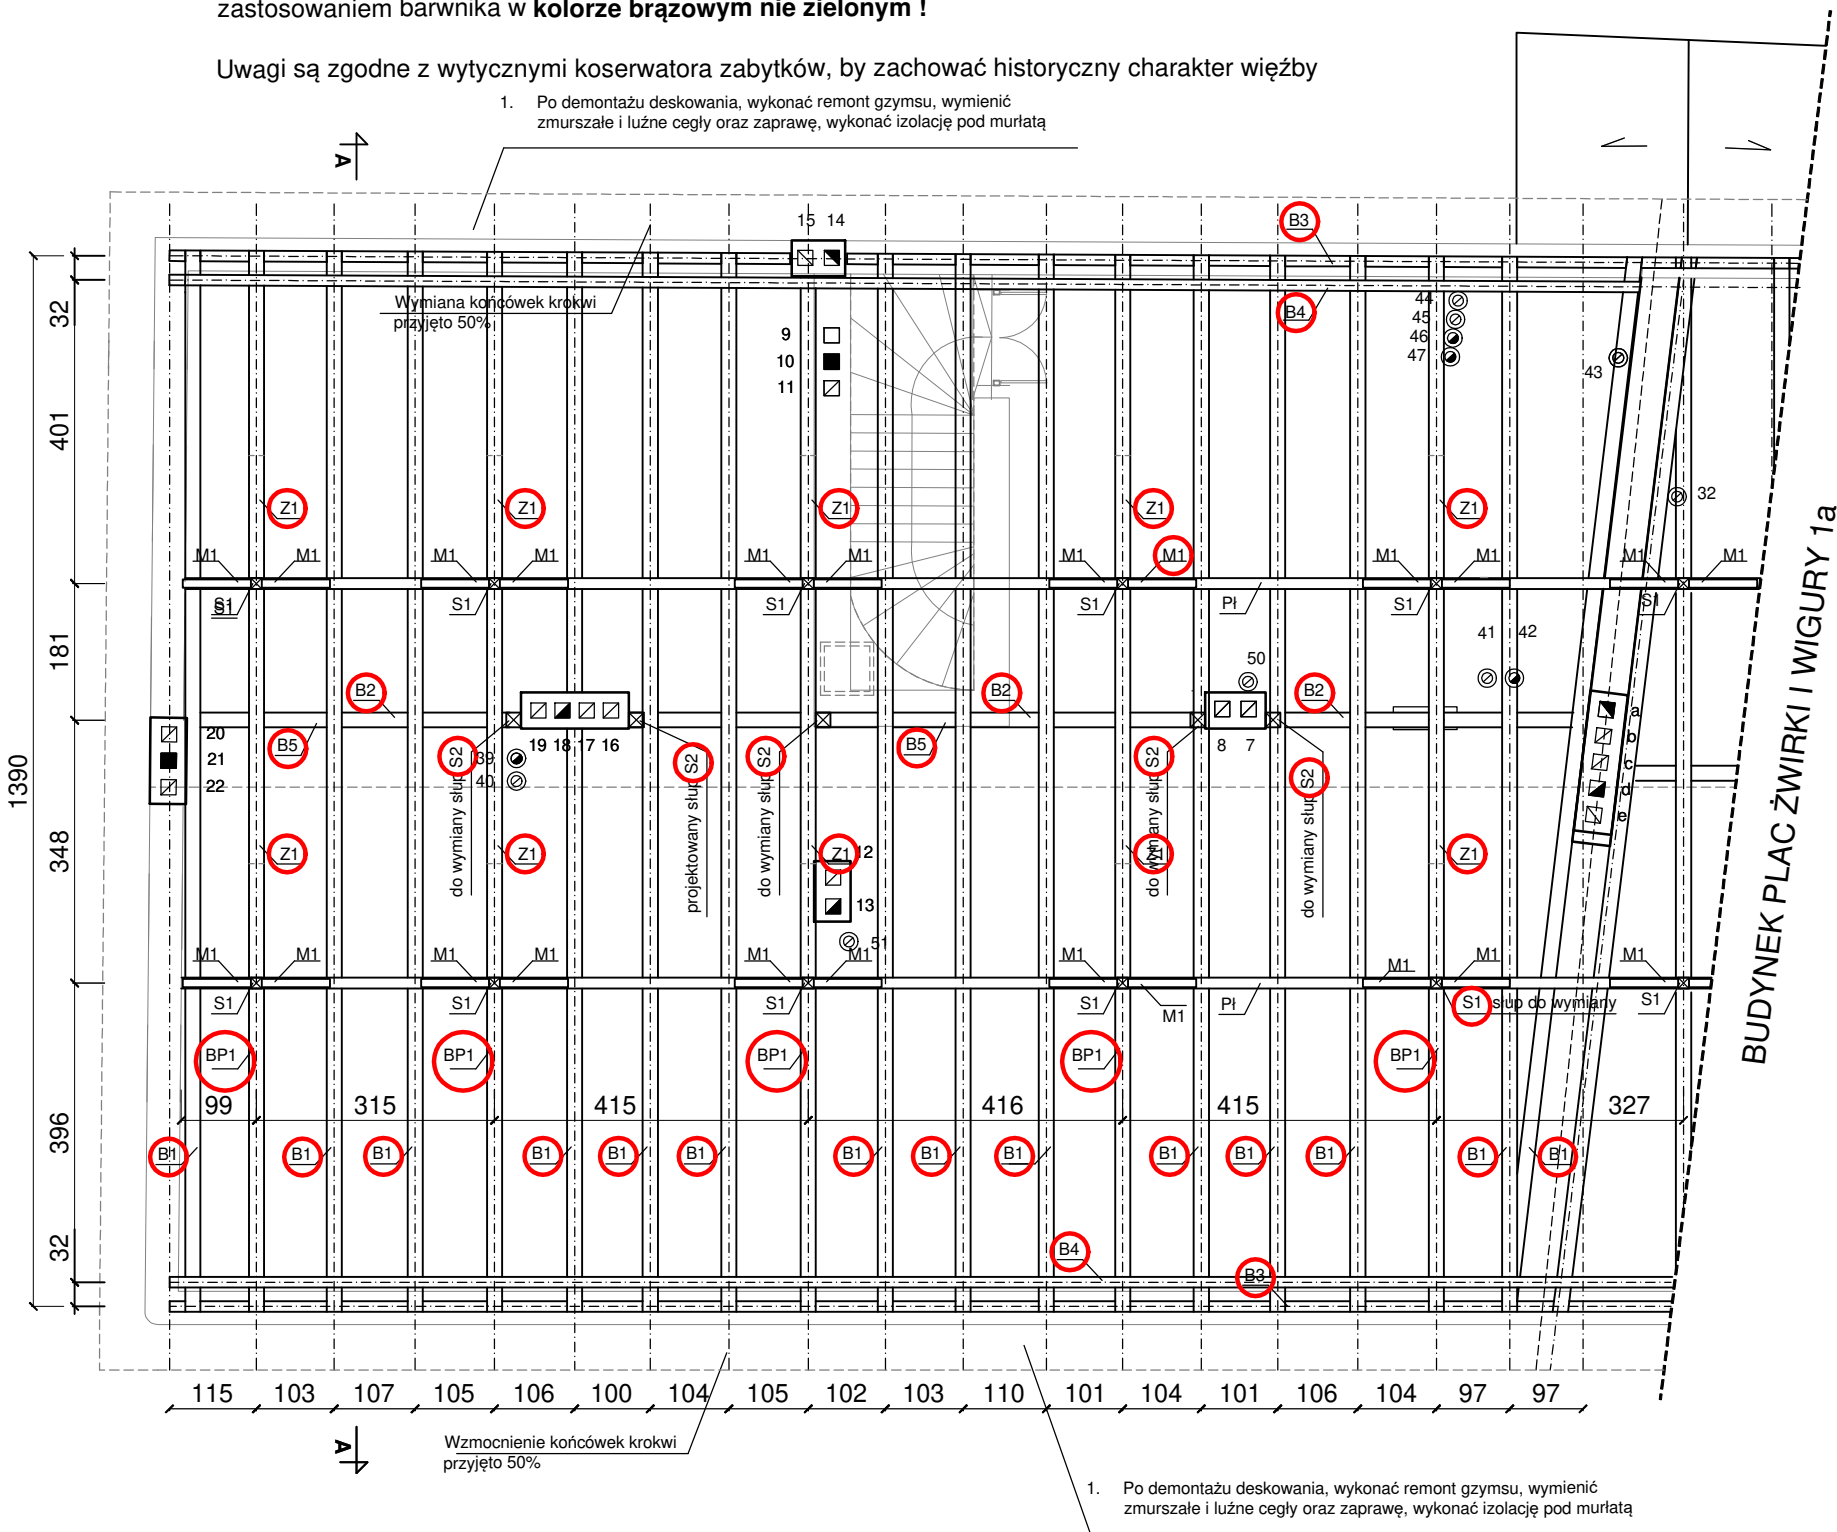 zastosowaniem barwnika w kolorze brązowym nie zielonym !
Uwagi są zgodne z wytycznymi koserwatora zabytków, by zachować historyczny charakter więźby
1. Po demontażu deskowania, wykonać remont gzymsu, wymienić
zmurszałe i luźne cegły oraz zaprawę, wykonać izolację pod murłatą
A
15 14
B3
Wymiana końcówek krokwi
przyjęto 50%
B4
44
45
46
47
43
9
10
11
32
Z1 Z1 Z1 Z1 Z1
M1 M1 M1 M1 M1 M1 M1 M1 M1 M1 M1 M1
S1 S1 S1 S1 Pł S1 S1
41 42
50
B2 B2 B2
20
21
22
B5 B5
19 18 17 16
39
40
8 7
a
b
c
d
e
do wymiany słup S2
projektowany słup S2
do wymiany słup S2
do wymiany słup S2
do wymiany słup S2
Z1 Z1 Z1 Z1 Z1
12
13
51
M1 M1 M1 M1 M1 M1 M1 M1 M1 M1 M1
S1 S1 S1 S1 M1 Pł S1 słup do wymiany S1
BP1 BP1 BP1 BP1 BP1
99 315 415 416 415 327
B1 B1 B1 B1 B1 B1 B1 B1 B1 B1 B1 B1 B1 B1
B4
B3
32
401
181
348
396
32
1390
BUDYNEK PLAC ŻWIRKI I WIGURY 1a
115 103 107 105 106 100 104 105 102 103 110 101 104 101 106 104 97 97
A
Wzmocnienie końcówek krokwi
przyjęto 50%
1. Po demontażu deskowania, wykonać remont gzymsu, wymienić
zmurszałe i luźne cegły oraz zaprawę, wykonać izolację pod murłatą